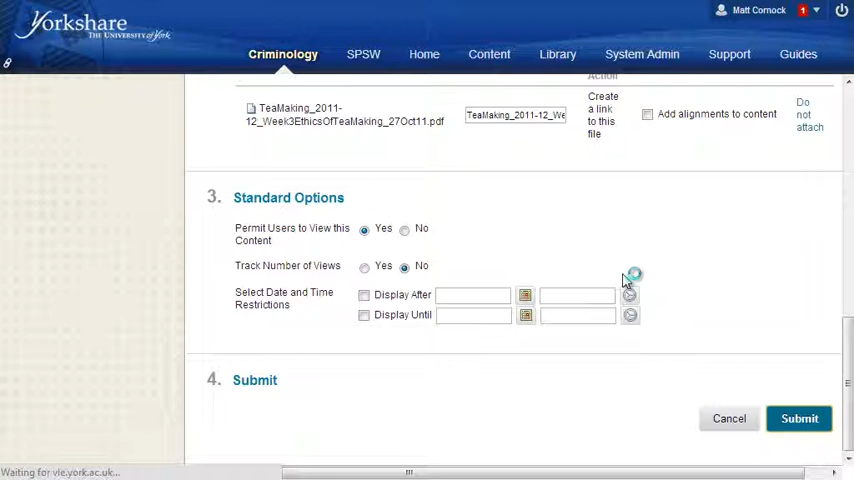 Yorkshare
THE UNIVERSITY of York
Matt Cornock 1
Criminology SPSW Home Content Library System Admin Support Guides
Action
TeaMaking_2011-
12_Week3EthicsOfTeaMaking_27Oct11.pdf
TeaMaking_2011-12_We
Create
a link
to this
file
Add alignments to content
Do
not
attach
3. Standard Options
Permit Users to View this
Content
Yes No
Track Number of Views Yes No
Select Date and Time
Restrictions
Display After
Display Until
4. Submit
Cancel Submit
Waiting for vle.york.ac.uk...